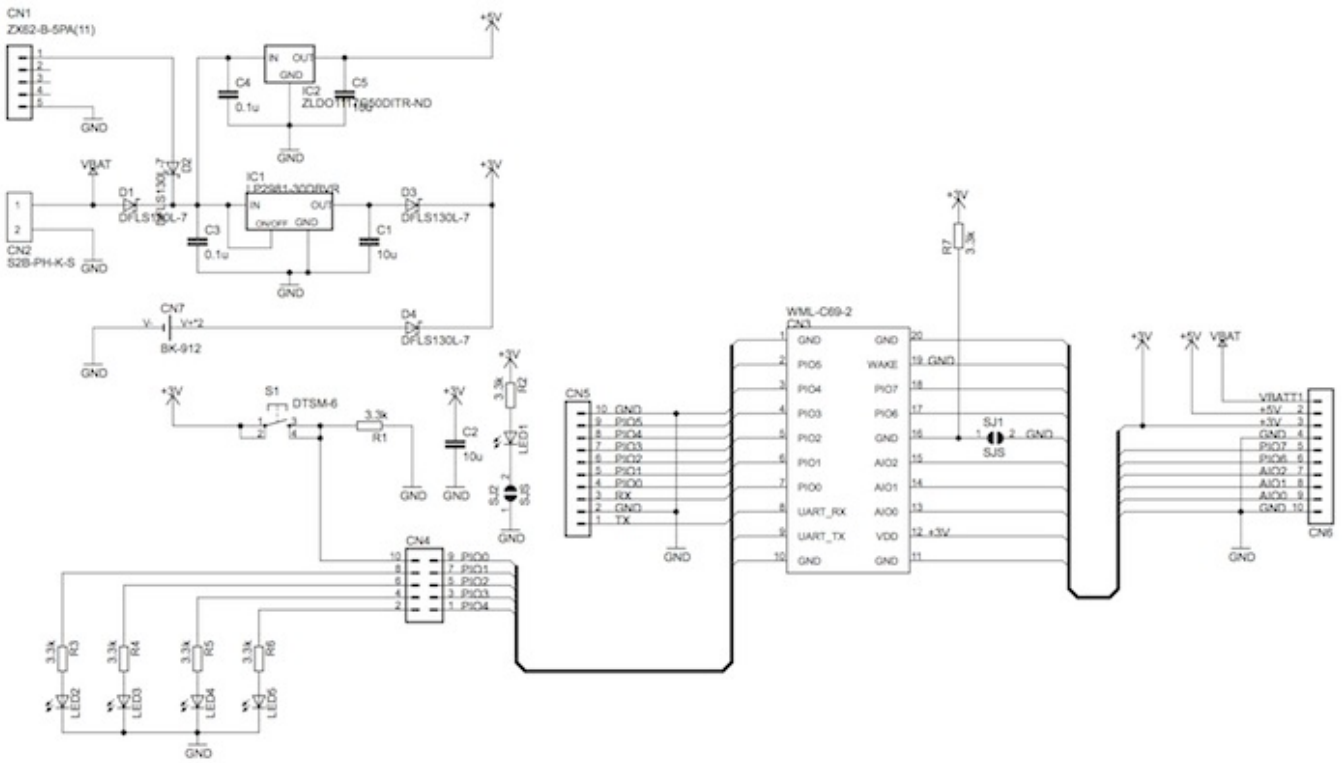 CN1
ZX62-B-5PA(11)
1
2
3
4
5
GND
+5V
IN OUT
GND
C4
0.1u
C5
10u
IC2
ZLDO1117G50DITR-ND
GND
VBAT
DFLS130L-7
D2
1
2
CN2
S2B-PH-K-S
GND
D1
DFLS130L-7
IC1
LP2981-30DBVR
IN OUT
ON/OFF GND
C3
0.1u
C1
10u
GND
D3
DFLS130L-7
+3V
CN7
V- V+*2
BK-912
GND
D4
DFLS130L-7
+3V
S1
DTSM-6
1 3
2 4
3.3k
R1
GND
+3V
C2
10u
GND
+3V
3.3k
R2
LED1
2
SJ2
SJS
1
GND
CN4
10 9 PIO0
8 7 PIO1
6 5 PIO2
4 3 PIO3
2 1 PIO4
3.3k R3
3.3k R4
3.3k R5
3.3k R6
LED2
LED3
LED4
LED5
GND
CN5
10 GND
9 PIO5
8 PIO4
7 PIO3
6 PIO2
5 PIO1
4 PIO0
3 RX
2 GND
1 TX
GND
WML-C69-2
CN3
1 GND GND 20
2 PIO5 WAKE 19 GND
3 PIO4 PIO7 18
4 PIO3 PIO6 17
5 PIO2 GND 16
6 PIO1 AIO2 15
7 PIO0 AIO1 14
8 UART_RX AIO0 13
9 UART_TX VDD 12 +3V
10 GND GND 11
+3V
R7
3.3k
SJ1
1 2 GND
SJS
+3V
+5V
VBAT
VBATT 1
+5V 2
+3V 3
GND 4
PIO7 5
PIO6 6
AIO2 7
AIO1 8
AIO0 9
GND 10
CN6
GND